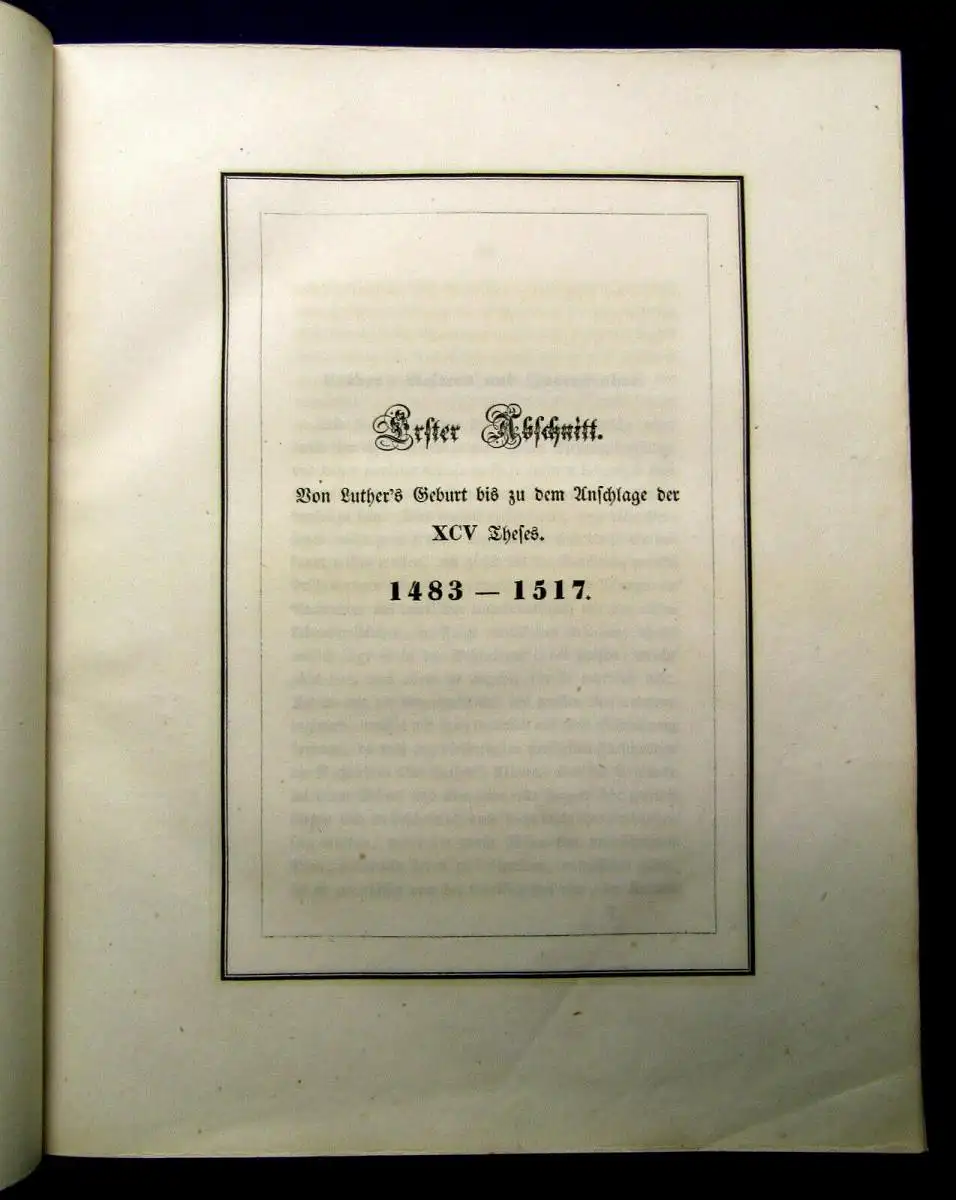 Erster Abschnitt.
Von Luther's Geburt bis zu dem Anschlage der
XCV Theses.
1483 — 1517.